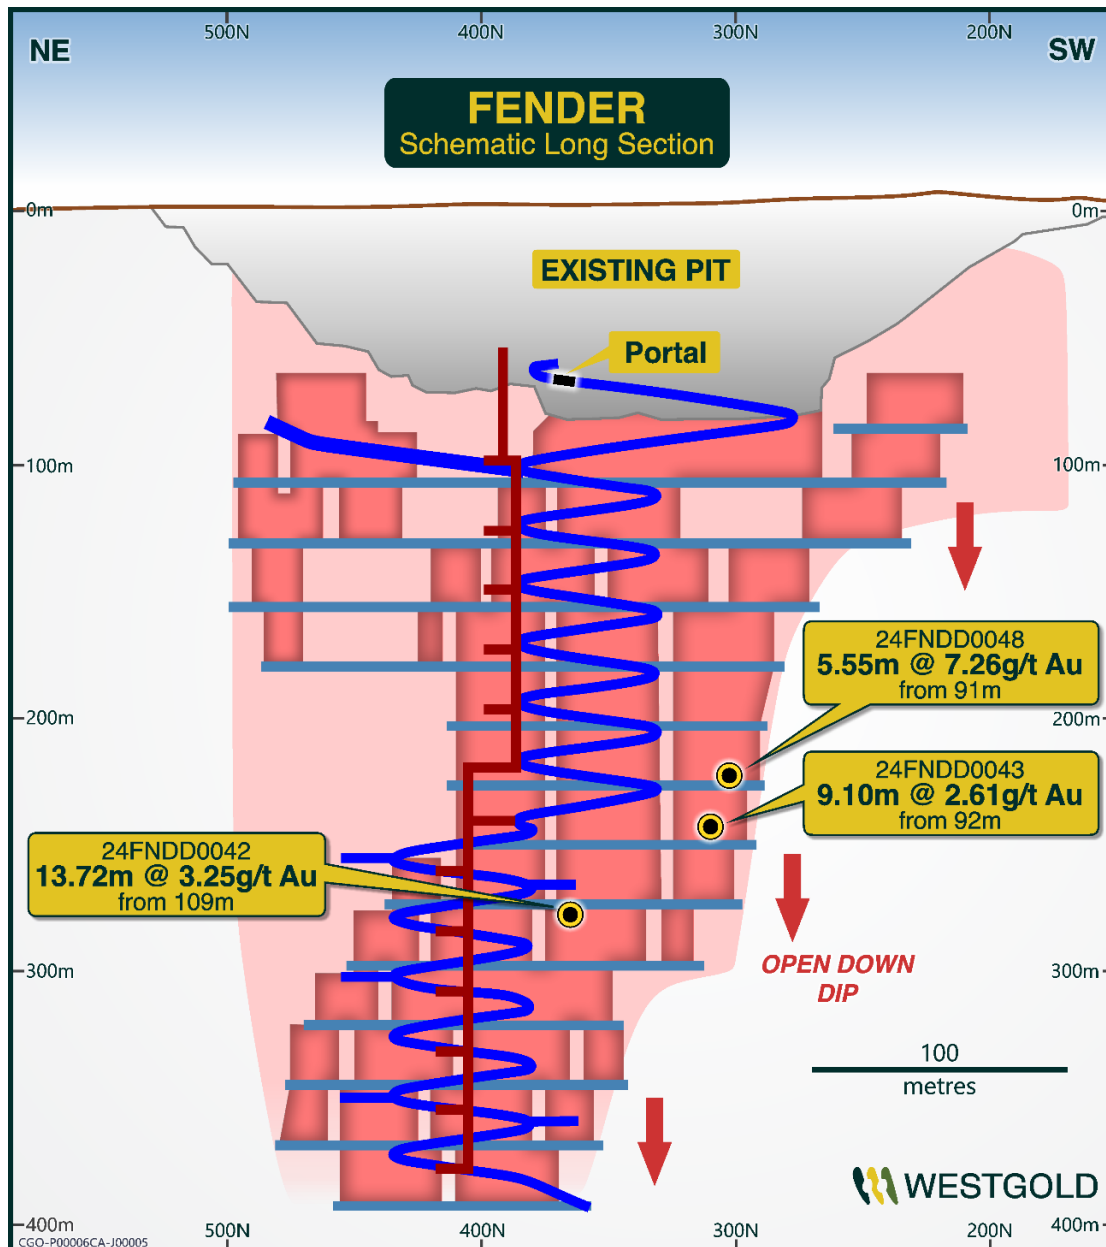 500N 400N 300N 200N
NE
SW
FENDER
Schematic Long Section
0m
0m
EXISTING PIT
Portal
100m
100m
24FNDD0048
5.55m @ 7.26g/t Au
from 91m
200m
200m
24FNDD0043
9.10m @ 2.61g/t Au
from 92m
24FNDD0042
13.72m @ 3.25g/t Au
from 109m
OPEN DOWN
DIP
300m
300m
100
metres
WESTGOLD
400m
400m
500N 400N 300N 200N
CGO-P00006CA-J00005